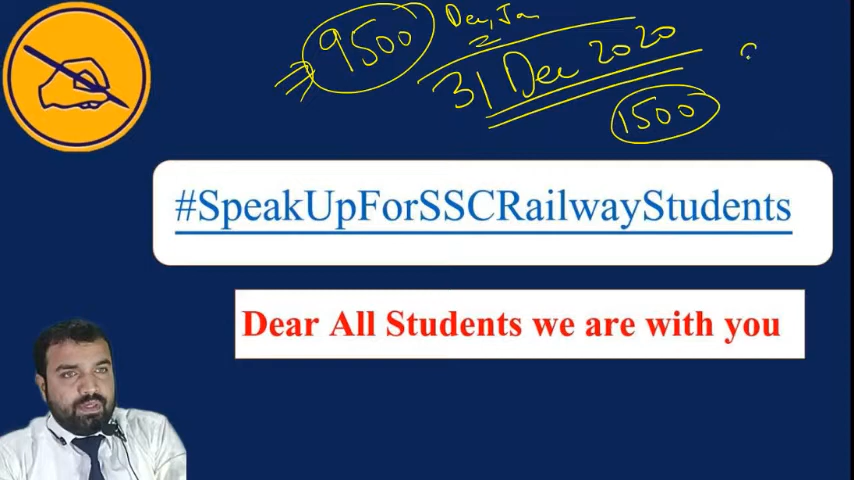 Dec, Jan
9500
31 Dec 2020
1500
#SpeakUpForSSCRailwayStudents
Dear All Students we are with you